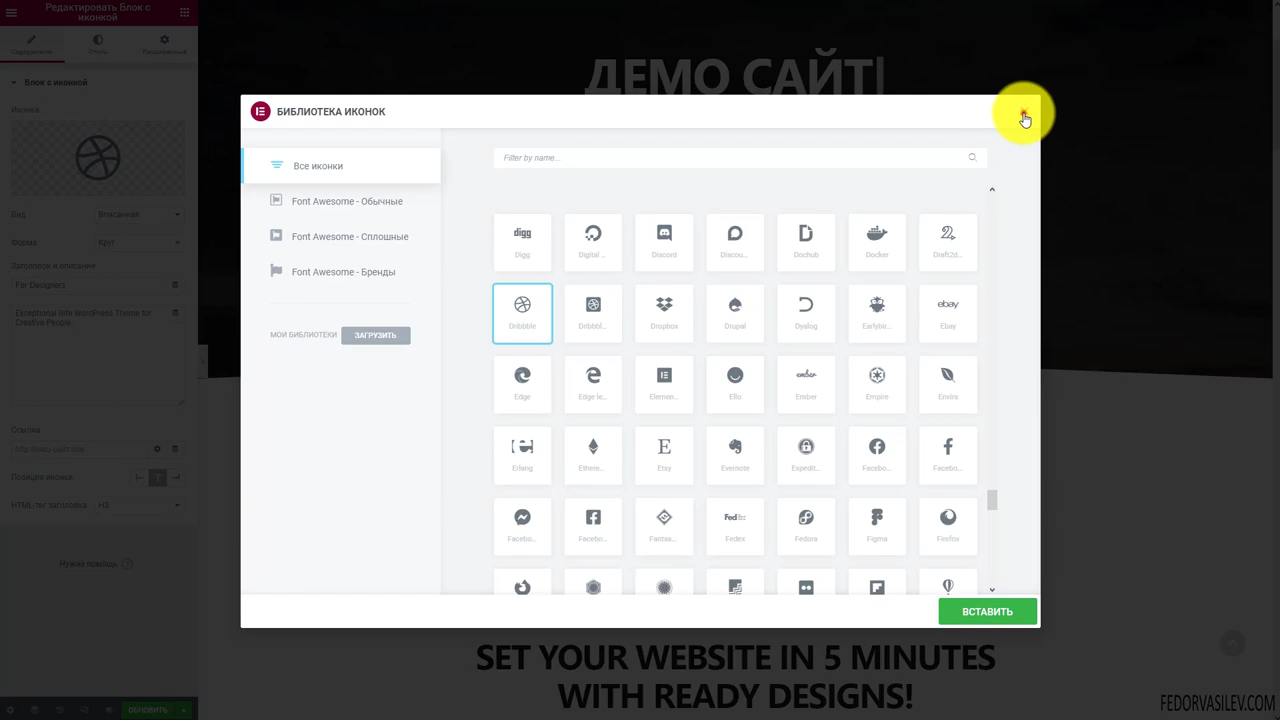 Редактировать Блок с
иконкой
Содержимое
Стиль
Расширенный
Блок с иконкой
Иконка
Вид
Вписанная
Форма
Круг
Заголовок и описание
For Designers
Exceptional Rife WordPress Theme for
Creative People.
Ссылка
http://ваш-сайт.com
Позиция иконки
HTML-тег заголовка
H3
Нужна помощь
?
ОБНОВИТЬ
ДЕМО САЙТ!
БИБЛИОТЕКА ИКОНОК
Все иконки
Font Awesome - Обычные
Font Awesome - Сплошные
Font Awesome - Бренды
МОИ БИБЛИОТЕКИ
ЗАГРУЗИТЬ
Filter by name...
Digg
Digital ...
Discord
Discou...
Dochub
Docker
Draft2d...
Dribbble
Dribbbl...
Dropbox
Drupal
Dyalog
Earlybir...
Ebay
Edge
Edge le...
Elemen...
Ello
Ember
Empire
Envira
Erlang
Ethere...
Etsy
Evernote
Expedit...
Facebo...
Facebo...
Facebo...
Facebo...
Fantas...
Fedex
Fedora
Figma
Firefox
ВСТАВИТЬ
SET YOUR WEBSITE IN 5 MINUTES
WITH READY DESIGNS!
FEDORVASILEV.COM